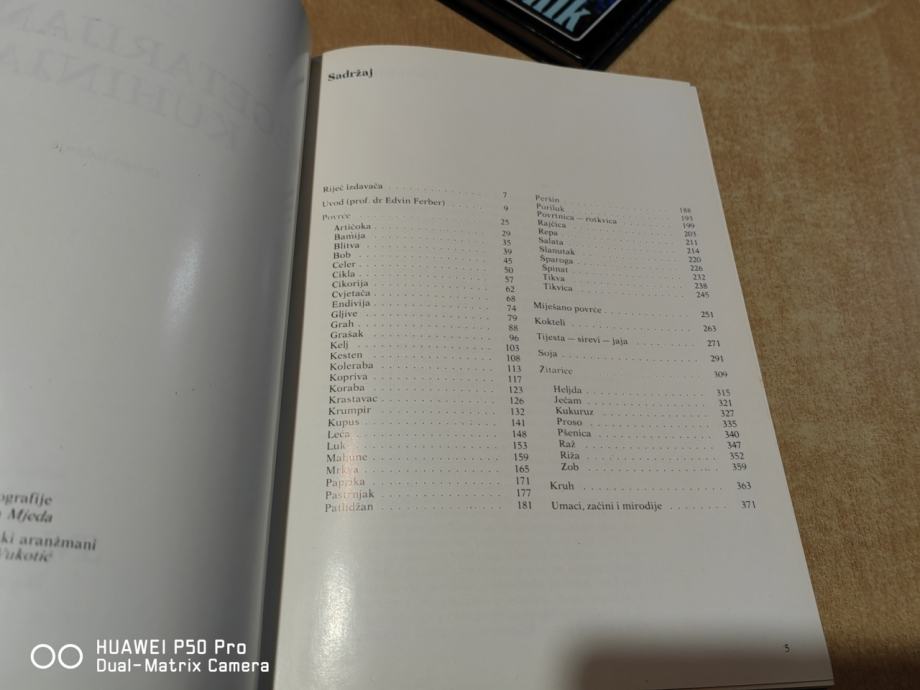 Sadržaj
Riječ izdavača . . . 7
Uvod (prof. dr Edvin Ferber) . . . 9
Povrće . . . 25
Artičoka . . . 29
Bamija . . . 35
Blitva . . . 39
Bob . . . 45
Celer . . . 50
Cikla . . . 57
Cikorija . . . 62
Cvjetača . . . 68
Endivija . . . 74
Gljive . . . 79
Grah . . . 88
Grašak . . . 96
Kelj . . . 103
Kesten . . . 108
Koleraba . . . 113
Kopriva . . . 117
Koraba . . . 123
Krastavac . . . 126
Krumpir . . . 132
Kupus . . . 141
Leća . . . 148
Luk . . . 153
Mahune . . . 159
Mrkva . . . 165
Paprika . . . 171
Pastrnjak . . . 177
Patlidžan . . . 181
Peršin . . . 188
Poriluk . . . 193
Povrtnica — rotkvica . . . 199
Rajčica . . . 203
Repa . . . 211
Salata . . . 214
Slanutak . . . 220
Šparoga . . . 226
Špinat . . . 232
Tikva . . . 238
Tikvica . . . 245
Miješano povrće . . . 251
Kokteli . . . 263
Tijesta — sirevi — jaja . . . 271
Soja . . . 291
Žitarice . . . 309
Heljda . . . 315
Ječam . . . 321
Kukuruz . . . 327
Proso . . . 335
Pšenica . . . 340
Raž . . . 347
Riža . . . 352
Zob . . . 359
Kruh . . . 363
Umaci, začini i mirodije . . . 371
5
ografije
Mjeda
ki aranžmani
Vukotić
HUAWEI P50 Pro
Dual-Matrix Camera